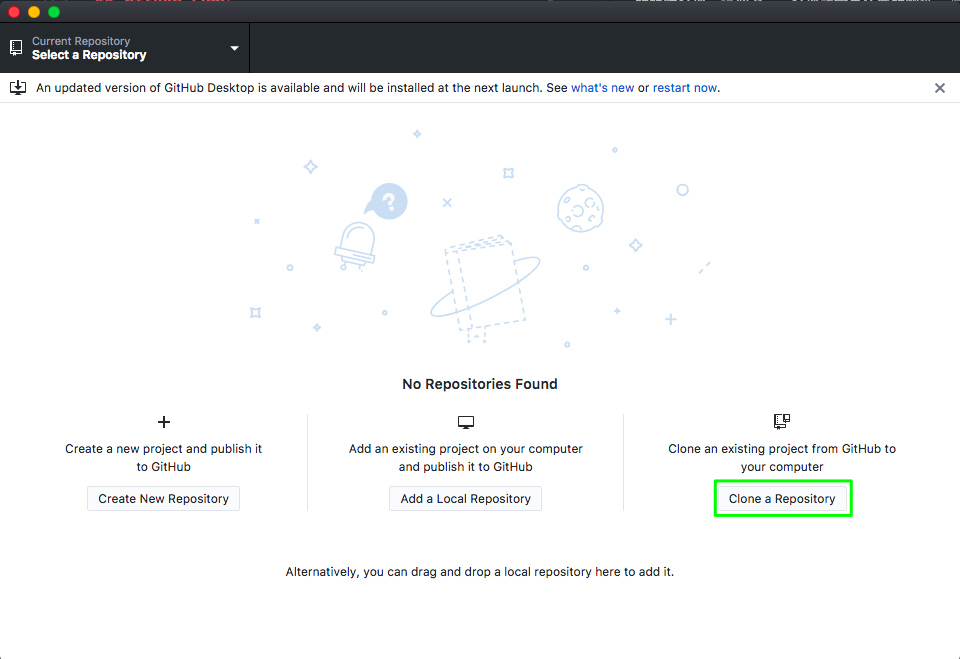 Current Repository
Select a Repository
An updated version of GitHub Desktop is available and will be installed at the next launch. See what's new or restart now.
?
No Repositories Found
Create a new project and publish it
to GitHub
Create New Repository
Add an existing project on your computer
and publish it to GitHub
Add a Local Repository
Clone an existing project from GitHub to
your computer
Clone a Repository
Alternatively, you can drag and drop a local repository here to add it.